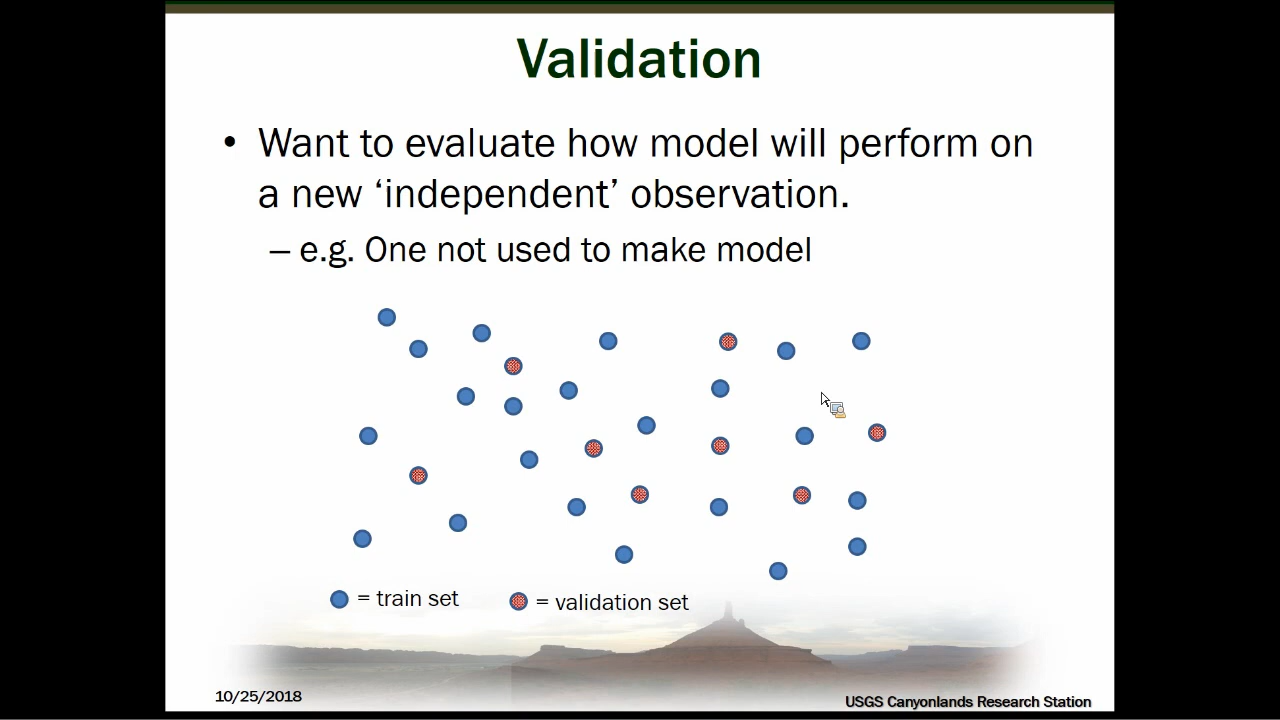 Validation
• Want to evaluate how model will perform on
a new ‘independent’ observation.
– e.g. One not used to make model
= train set
= validation set
10/25/2018
USGS Canyonlands Research Station